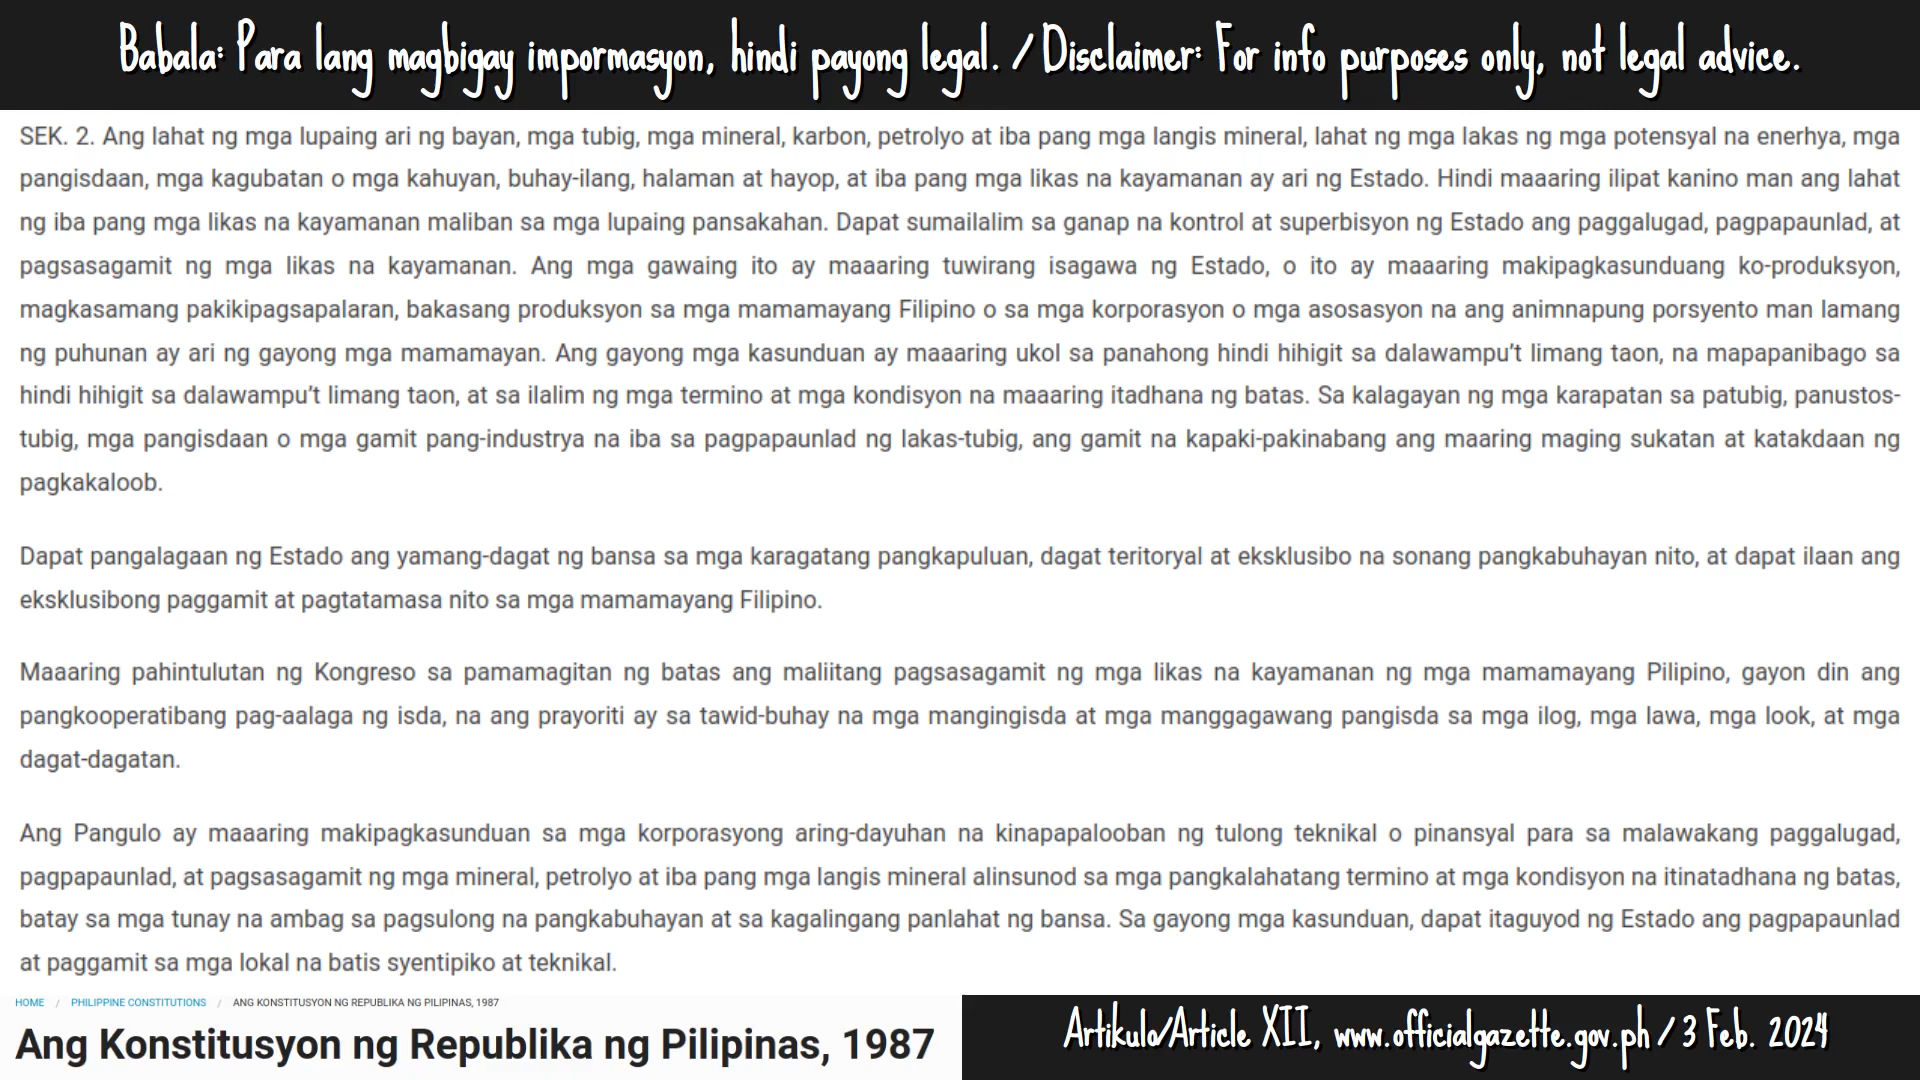 Babala: Para lang magbigay impormasyon, hindi payong legal. / Disclaimer: For info purposes only, not legal advice.
SEK. 2. Ang lahat ng mga lupaing ari ng bayan, mga tubig, mga mineral, karbon, petrolyo at iba pang mga langis mineral, lahat ng mga lakas ng mga potensyal na enerhya, mga
pangisdaan, mga kagubatan o mga kahuyan, buhay-ilang, halaman at hayop, at iba pang mga likas na kayamanan ay ari ng Estado. Hindi maaaring ilipat kanino man ang lahat
ng iba pang mga likas na kayamanan maliban sa mga lupaing pansakahan. Dapat sumailalim sa ganap na kontrol at superbisyon ng Estado ang paggalugad, pagpapaunlad, at
pagsasagamit ng mga likas na kayamanan. Ang mga gawaing ito ay maaaring tuwirang isagawa ng Estado, o ito ay maaaring makipagkasunduang ko-produksyon,
magkasamang pakikipagsapalaran, bakasang produksyon sa mga mamamayang Filipino o sa mga korporasyon o mga asosasyon na ang animnapung porsyento man lamang
ng puhunan ay ari ng gayong mga mamamayan. Ang gayong mga kasunduan ay maaaring ukol sa panahong hindi hihigit sa dalawampu’t limang taon, na mapapanibago sa
hindi hihigit sa dalawampu’t limang taon, at sa ilalim ng mga termino at mga kondisyon na maaaring itadhana ng batas. Sa kalagayan ng mga karapatan sa patubig, panustos-
tubig, mga pangisdaan o mga gamit pang-industrya na iba sa pagpapaunlad ng lakas-tubig, ang gamit na kapaki-pakinabang ang maaring maging sukatan at katakdaan ng
pagkakaloob.
Dapat pangalagaan ng Estado ang yamang-dagat ng bansa sa mga karagatang pangkapuluan, dagat teritoryal at eksklusibo na sonang pangkabuhayan nito, at dapat ilaan ang
eksklusibong paggamit at pagtatamasa nito sa mga mamamayang Filipino.
Maaaring pahintulutan ng Kongreso sa pamamagitan ng batas ang maliitang pagsasagamit ng mga likas na kayamanan ng mga mamamayang Pilipino, gayon din ang
pangkooperatibang pag-aalaga ng isda, na ang prayoriti ay sa tawid-buhay na mga mangingisda at mga manggagawang pangisda sa mga ilog, mga lawa, mga look, at mga
dagat-dagatan.
Ang Pangulo ay maaaring makipagkasunduan sa mga korporasyong aring-dayuhan na kinapapalooban ng tulong teknikal o pinansyal para sa malawakang paggalugad,
pagpapaunlad, at pagsasagamit ng mga mineral, petrolyo at iba pang mga langis mineral alinsunod sa mga pangkalahatang termino at mga kondisyon na itinatadhana ng batas,
batay sa mga tunay na ambag sa pagsulong na pangkabuhayan at sa kagalingang panlahat ng bansa. Sa gayong mga kasunduan, dapat itaguyod ng Estado ang pagpapaunlad
at paggamit sa mga lokal na batis syentipiko at teknikal.
HOME / PHILIPPINE CONSTITUTIONS / ANG KONSTITUSYON NG REPUBLIKA NG PILIPINAS, 1987
Ang Konstitusyon ng Republika ng Pilipinas, 1987
Artikulo/Article XII, www.officialgazette.gov.ph / 3 Feb. 2024